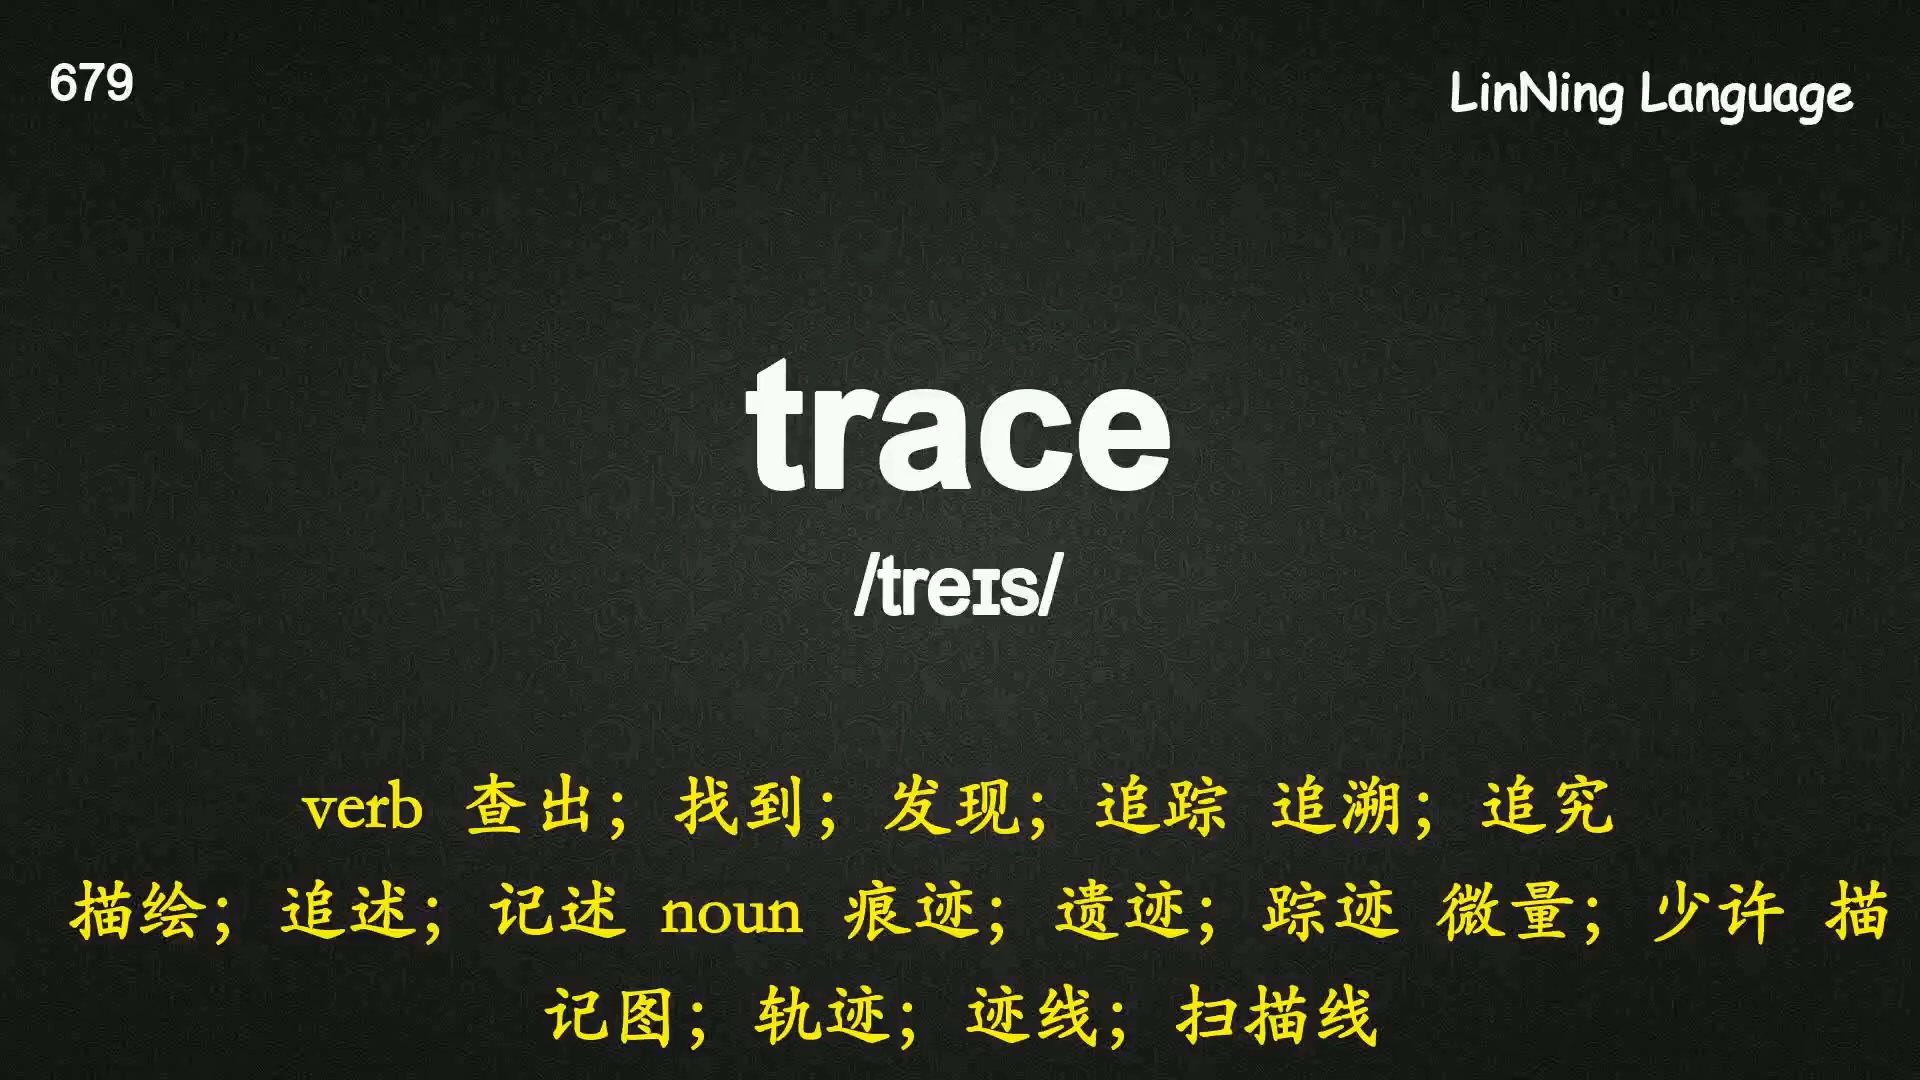 679
LinNing Language
trace
/treɪs/
verb 查出；找到；发现；追踪 追溯；追究
描绘；追述；记述 noun 痕迹；遗迹；踪迹 微量；少许 描
记图；轨迹；迹线；扫描线